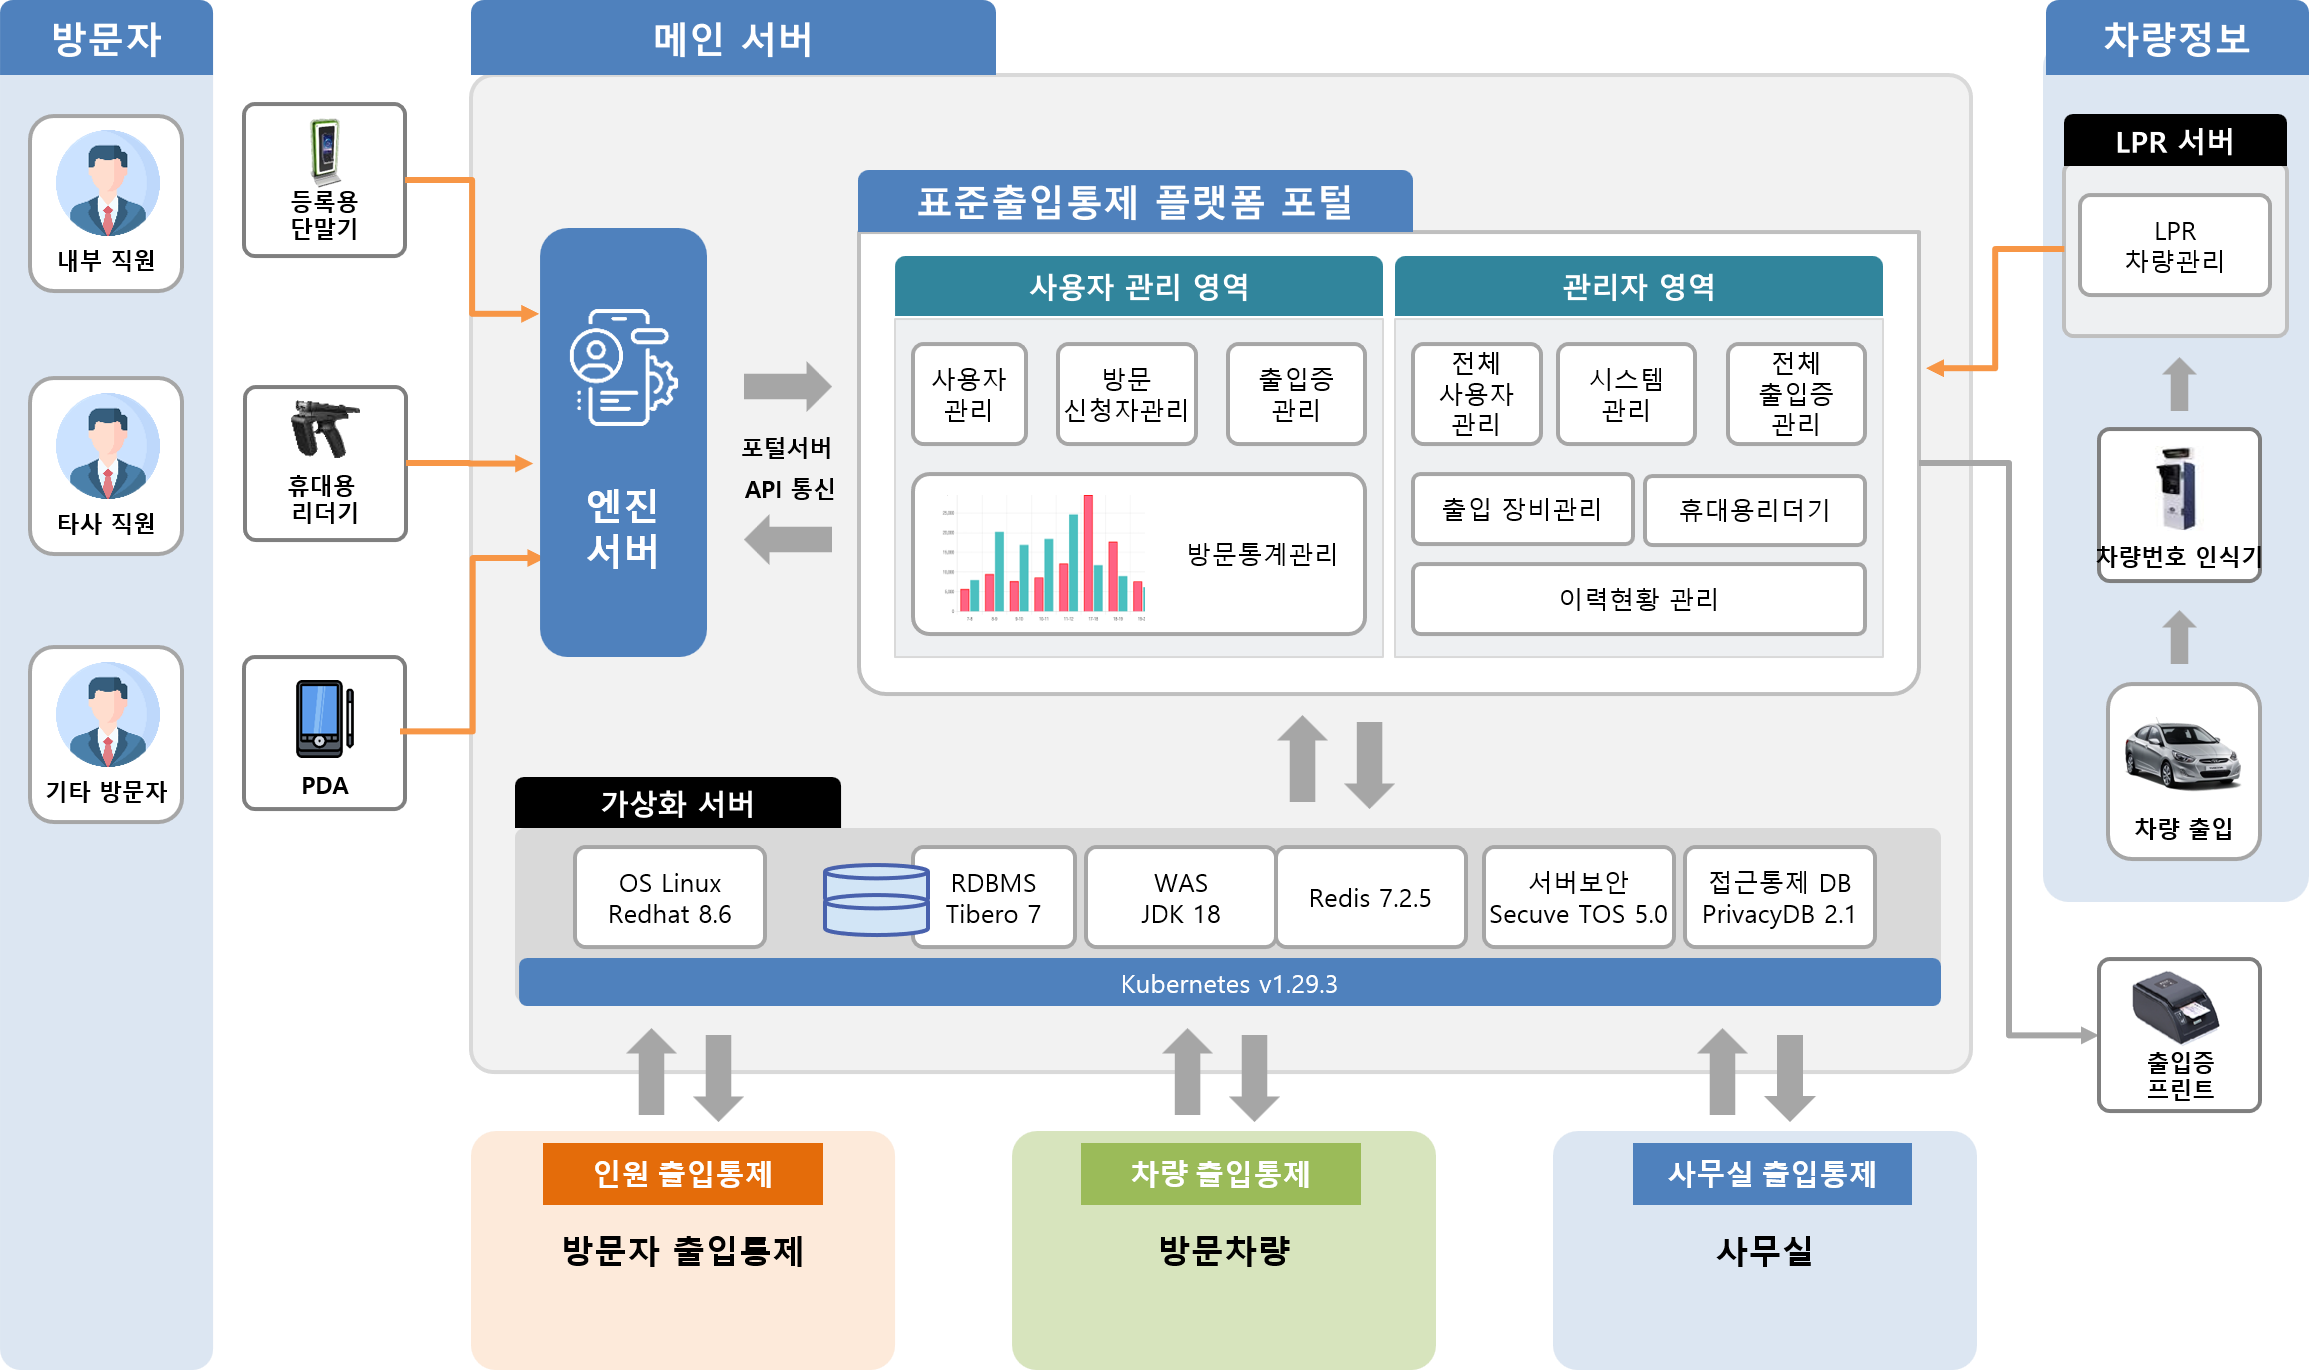 방문자
내부 직원
타사 직원
기타 방문자
등록용
단말기
휴대용
리더기
PDA
메인 서버
엔진
서버
포털서버
API 통신
표준출입통제 플랫폼 포털
사용자 관리 영역
사용자
관리
방문
신청자관리
출입증
관리
방문통계관리
관리자 영역
전체
사용자
관리
시스템
관리
전체
출입증
관리
출입 장비관리
휴대용리더기
이력현황 관리
가상화 서버
OS Linux
Redhat 8.6
RDBMS
Tibero 7
WAS
JDK 18
Redis 7.2.5
서버보안
Secuve TOS 5.0
접근통제 DB
PrivacyDB 2.1
Kubernetes v1.29.3
인원 출입통제
방문자 출입통제
차량 출입통제
방문차량
사무실 출입통제
사무실
차량정보
LPR 서버
LPR
차량관리
차량번호 인식기
차량 출입
출입증
프린트